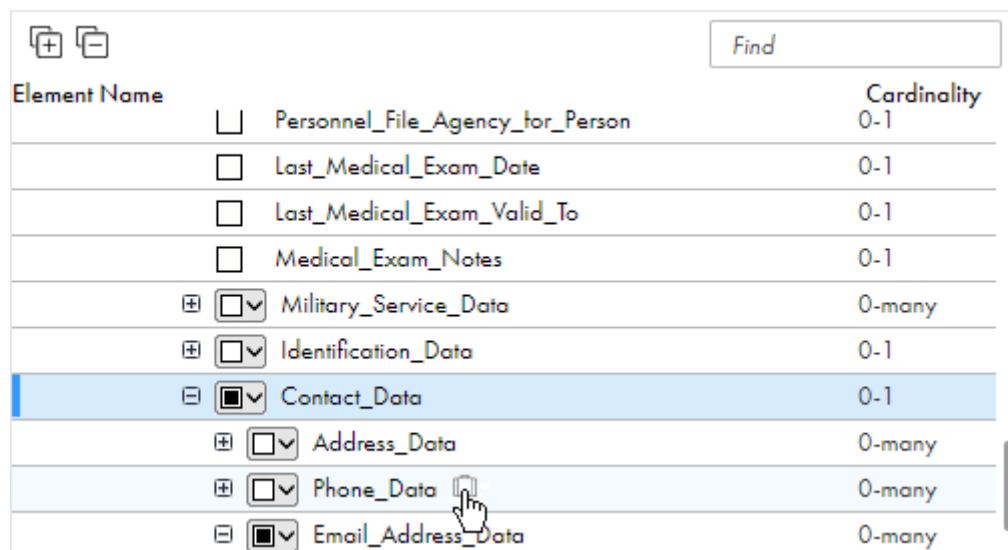 Find
Element Name Cardinality
Personnel_File_Agency_for_Person 0-1
Last_Medical_Exam_Date 0-1
Last_Medical_Exam_Valid_To 0-1
Medical_Exam_Notes 0-1
Military_Service_Data 0-many
Identification_Data 0-1
Contact_Data 0-1
Address_Data 0-many
Phone_Data 0-many
Email_Address_Data 0-many